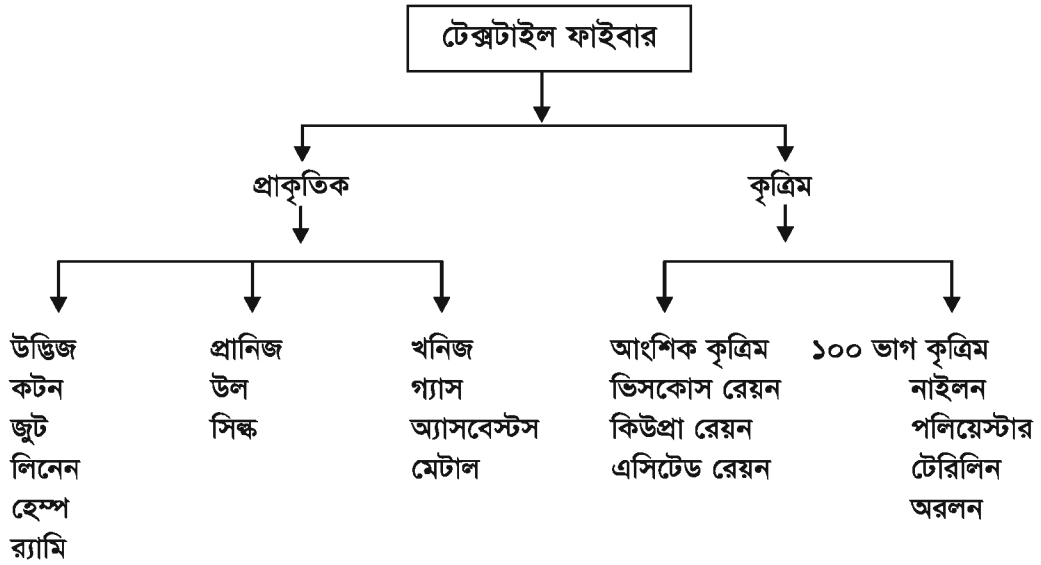 টেক্সটাইল ফাইবার
প্রাকৃতিক
কৃত্রিম
উদ্ভিজ
কটন
জুট
লিনেন
হেম্প
র‍্যামি
প্রানিজ
উল
সিল্ক
খনিজ
গ্যাস
অ্যাসবেস্টস
মেটাল
আংশিক কৃত্রিম
ভিসকোস রেয়ন
কিউপ্রা রেয়ন
এসিটেড রেয়ন
১০০ ভাগ কৃত্রিম
নাইলন
পলিয়েস্টার
টেরিলিন
অরলন